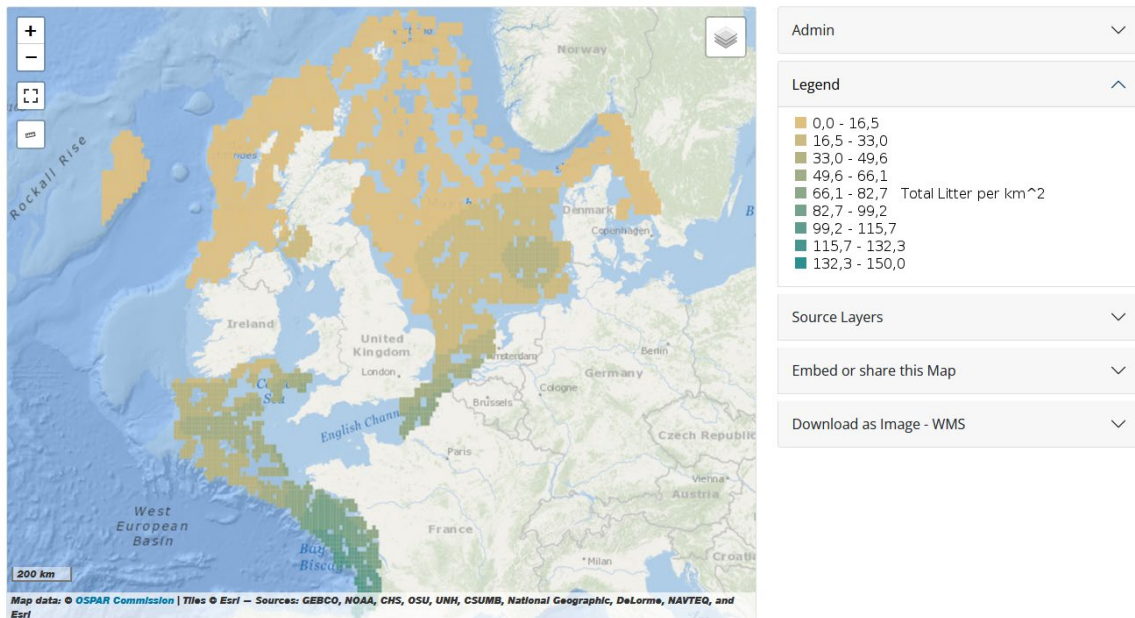 +
−
Rockall Rise
Norway
Denmark
Copenhagen
Ireland
United
Kingdom
London
Amsterdam
Berlin
Germany
Cologne
Brussels
English Chann
Paris
Czech Republic
Vienna
Austria
France
Milan
Croati
West
European
Basin
200 km
Map data: © OSPAR Commission | Tiles © Esri — Sources: GEBCO, NOAA, CHS, OSU, UNH, CSUMB, National Geographic, DeLorme, NAVTEQ, and
Esri
Admin
Legend
0,0 - 16,5
16,5 - 33,0
33,0 - 49,6
49,6 - 66,1
66,1 - 82,7 Total Litter per km^2
82,7 - 99,2
99,2 - 115,7
115,7 - 132,3
132,3 - 150,0
Source Layers
Embed or share this Map
Download as Image - WMS